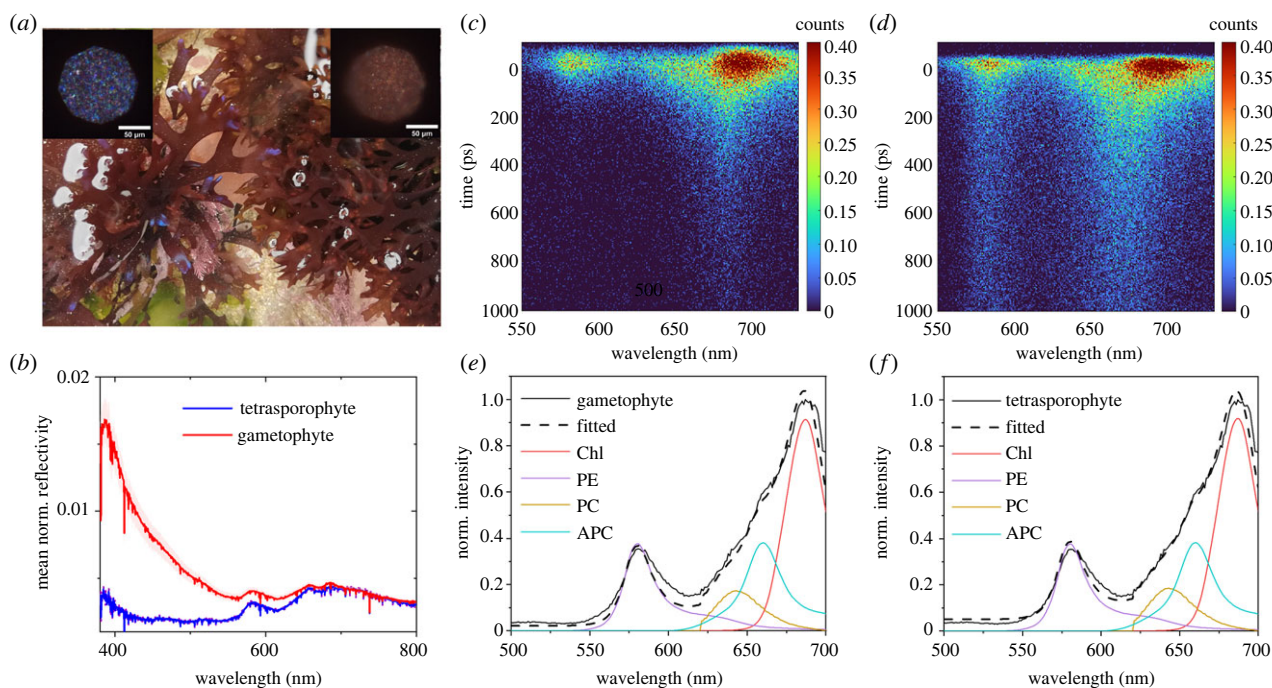 (a)
50 µm
50 µm
(b)
mean norm. reflectivity
0.02
0.01
tetrasporophyte
gametophyte
400
600
800
wavelength (nm)
(c)
counts
time (ps)
0
200
400
600
800
1000
500
0.40
0.35
0.30
0.25
0.20
0.15
0.10
0.05
0
550
600
650
700
wavelength (nm)
(d)
counts
time (ps)
0
200
400
600
800
1000
0.40
0.35
0.30
0.25
0.20
0.15
0.10
0.05
0
550
600
650
700
wavelength (nm)
(e)
norm. intensity
1.0
0.8
0.6
0.4
0.2
0
gametophyte
fitted
Chl
PE
PC
APC
500
550
600
650
700
wavelength (nm)
(f)
norm. intensity
1.0
0.8
0.6
0.4
0.2
0
tetrasporophyte
fitted
Chl
PE
PC
APC
500
550
600
650
700
wavelength (nm)